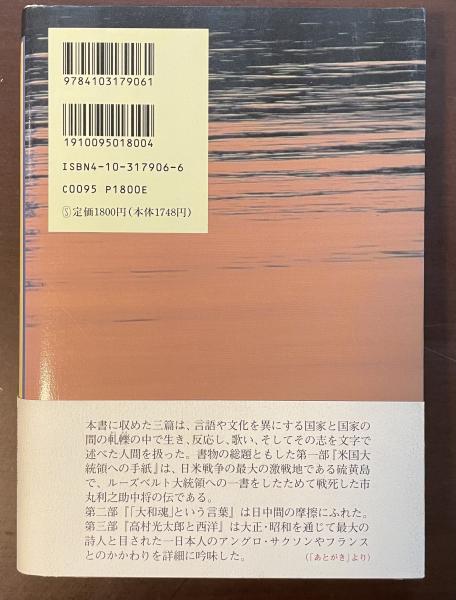 9784103179061
1910095018004
ISBN4-10-317906-6
C0095 P1800E
Ⓢ定価1800円(本体1748円)
本書に収めた三篇は、言語や文化を異にする国家と国家の
間の軋轢の中で生き、反応し、歌い、そしてその志を文字で
述べた人間を扱った。書物の総題ともした第一部『米国大
統領への手紙』は、日米戦争の最大の激戦地である硫黄島
で、ルーズベルト大統領への一書をしたためて戦死した市
丸利之助中将の伝である。
第二部『「大和魂」という言葉』は日中間の摩擦にふれた。
第三部『高村光太郎と西洋』は大正・昭和を通じて最大の
詩人と目された一日本人のアングロ・サクソンやフランス
とのかかわりを詳細に吟味した。
(「あとがき」より)